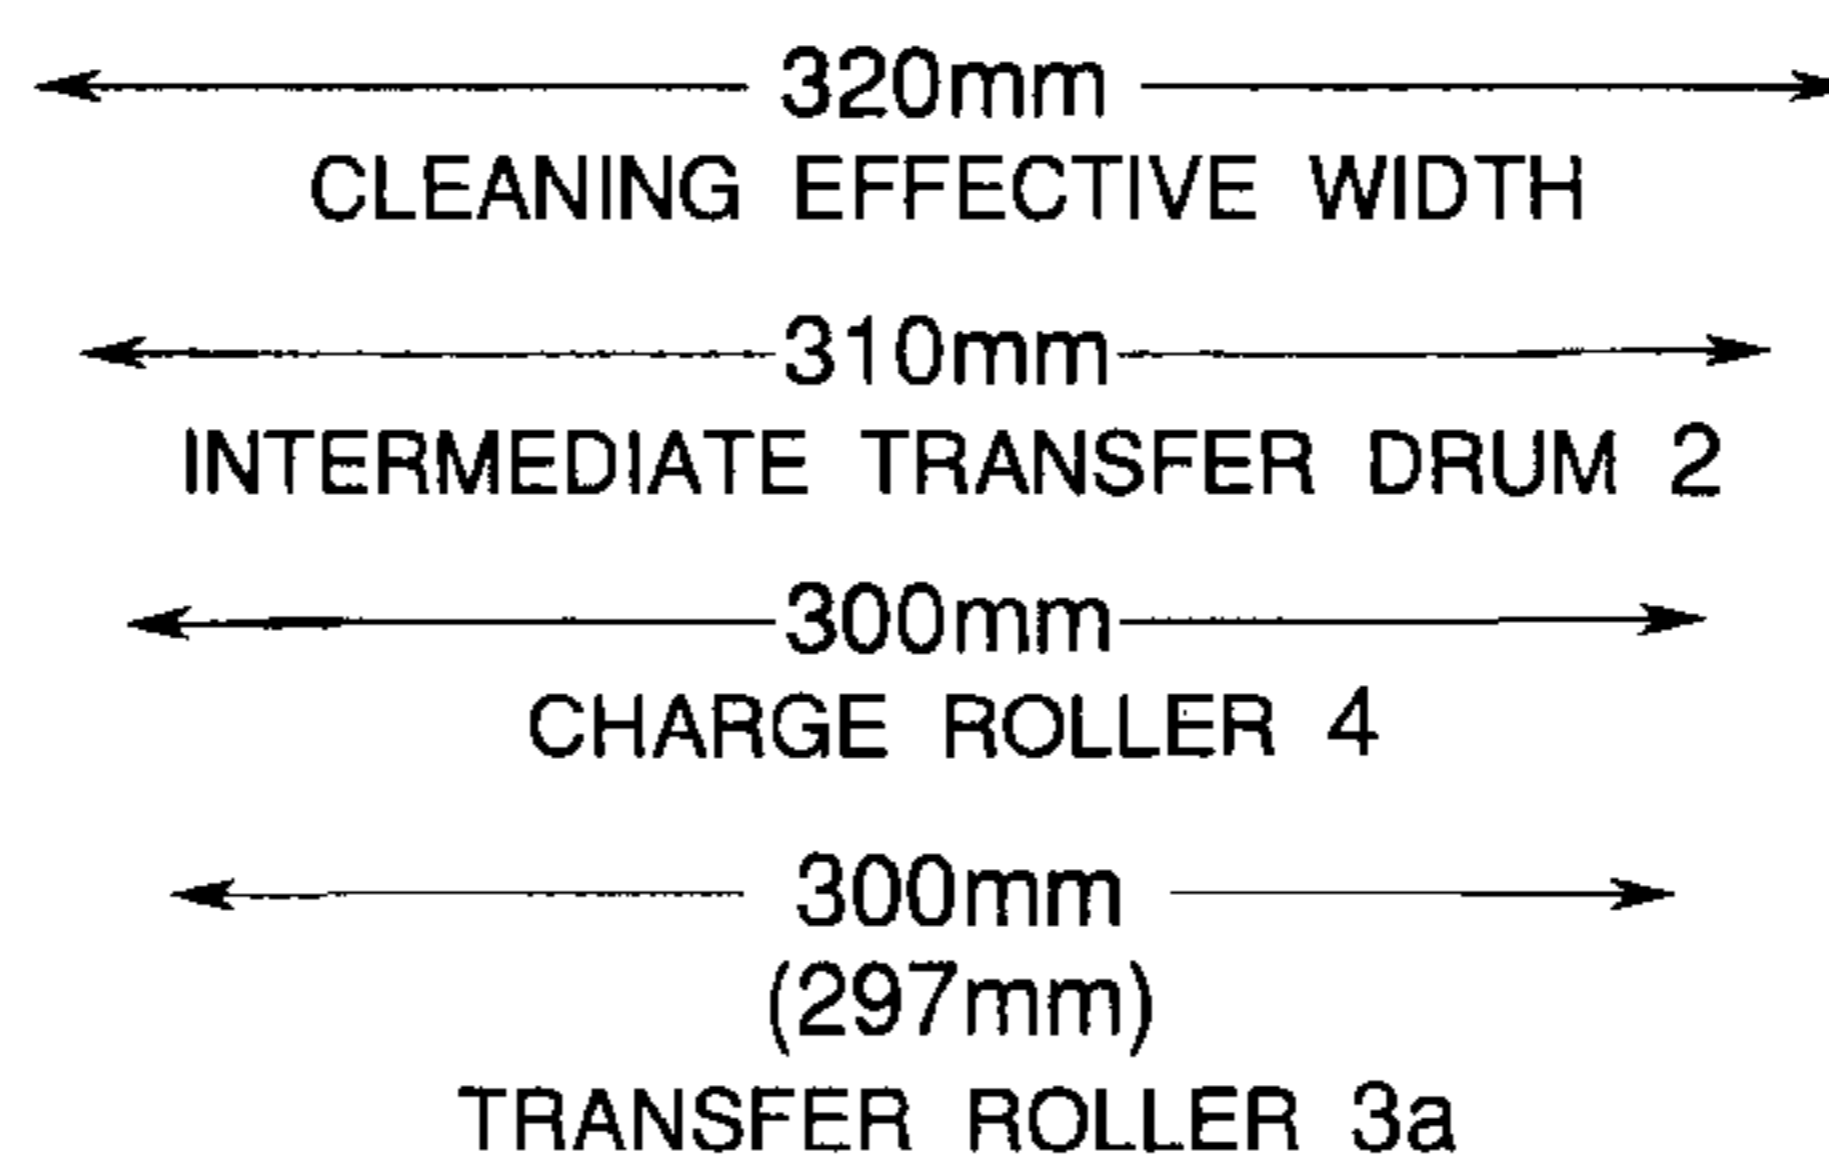 320mm
CLEANING EFFECTIVE WIDTH
310mm
INTERMEDIATE TRANSFER DRUM 2
300mm
CHARGE ROLLER 4
300mm
(297mm)
TRANSFER ROLLER 3a